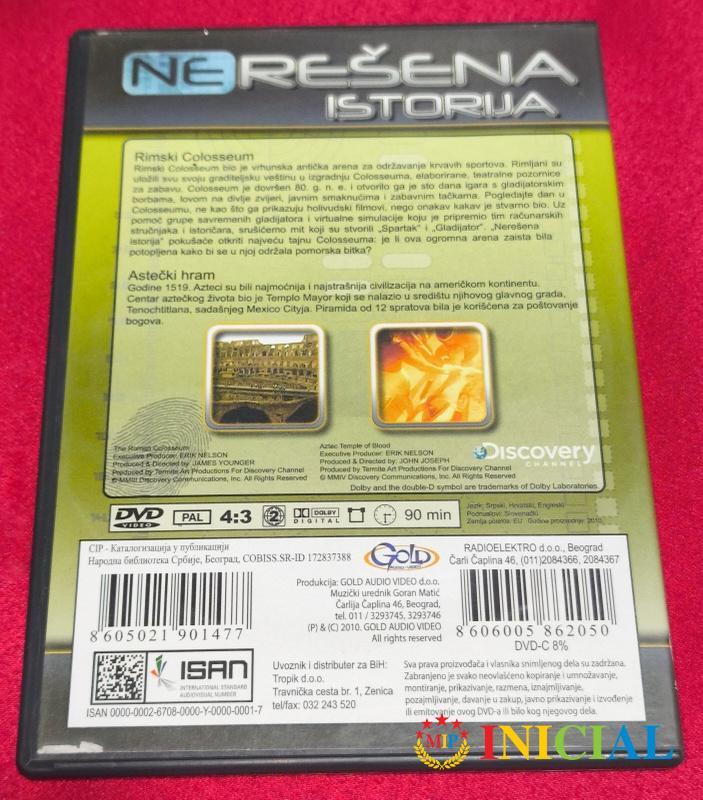 NEREŠENA
ISTORIJA
Rimski Colosseum
Rimski Colosseum bio je vrhunska antička arena za održavanje krvavih sportova. Rimljani su
uložili svu svoju graditeljsku veštinu u izgradnju Colosseuma, elaborirane, teatralne pozornice
za zabavu. Colosseum je dovršen 80. g. n. e. i otvorilo ga je sto dana igara s gladijatorskim
borbama, lovom na divlje zvijeri, javnim smaknućima i zabavnim tačkama. Pogledajte dan u
Colosseumu, ne kao što ga prikazuju holivudski filmovi, nego onakav kakav je stvarno bio. Uz
pomoć grupe savremenih gladijatora i virtualne simulacije koju je pripremio tim računarskih
stručnjaka i istoričara, srušićemo mit koji su stvorili „Spartak“ i „Gladijator“. „Nerešena
istorija“ pokušaće otkriti najveću tajnu Colosseuma: je li ova ogromna arena zaista bila
potopljena kako bi se u njoj održala pomorska bitka?
Astečki hram
Godine 1519. Azteci su bili najmoćnija i najstrašnija civilizacija na američkom kontinentu.
Centar aztečkog života bio je Templo Mayor koji se nalazio u središtu njihovog glavnog grada,
Tenochtitlana, sadašnjeg Mexico Cityja. Piramida od 12 spratova bila je korišćena za poštovanje
bogova.
The Roman Colosseum
Executive Producer: ERIK NELSON
Produced & Directed by JAMES YOUNGER
Produced by Termite Art Productions For Discovery Channel
© MMIII Discovery Communications, Inc. All Rights Reserved
Aztec Temple of Blood
Executive Producer: ERIK NELSON
Produced & Directed by: JOHN JOSEPH
Produced by Termite Art Productions For Discovery Channel
© MMIV Discovery Communications, Inc. All Rights Reserved
Discovery
CHANNEL
Dolby and the double-D symbol are trademarks of Dolby Laboratories.
DVD VIDEO PAL 4:3 2 DOLBY DIGITAL 90 min
Jezik: Srpski, Hrvatski, Engleski
Podnaslovi: Slovenački
Zemlja porekla: EU Godina proizvodnje: 2010.
CIP - Каталогизација у публикацији
Народна библиотека Србије, Београд, COBISS.SR-ID 172837388
8 605021 901477
GOLD
AUDIO-VIDEO
Produkcija: GOLD AUDIO VIDEO d.o.o.
Muzički urednik Goran Matić
Čarlija Čaplina 46, Beograd,
tel. 011 / 3293745, 3293746
(P) & (C) 2010. GOLD AUDIO VIDEO
All rights reserved
RADIOELEKTRO d.o.o., Beograd
Čarli Čaplina 46, (011)2084366, 2084367
8 606005 862050
DVD-C 8%
ISAN
INTERNATIONAL STANDARD
AUDIOVISUAL NUMBER
ISAN 0000-0002-6708-0000-Y-0000-0001-7
Uvoznik i distributer za BiH:
Tropik d.o.o.
Travnička cesta br. 1, Zenica
tel/fax: 032 243 520
Sva prava proizvođača i vlasnika snimljenog dela su zadržana.
Zabranjeno je svako neovlašćeno kopiranje i umnožavanje,
montiranje, prikazivanje, razmena, iznajmljivanje,
pozajmljivanje, davanje u zakup, javno prikazivanje i izvođenje
ili emitovanje ovog DVD-a ili bilo kog njegovog dela.
MIP INICIAL